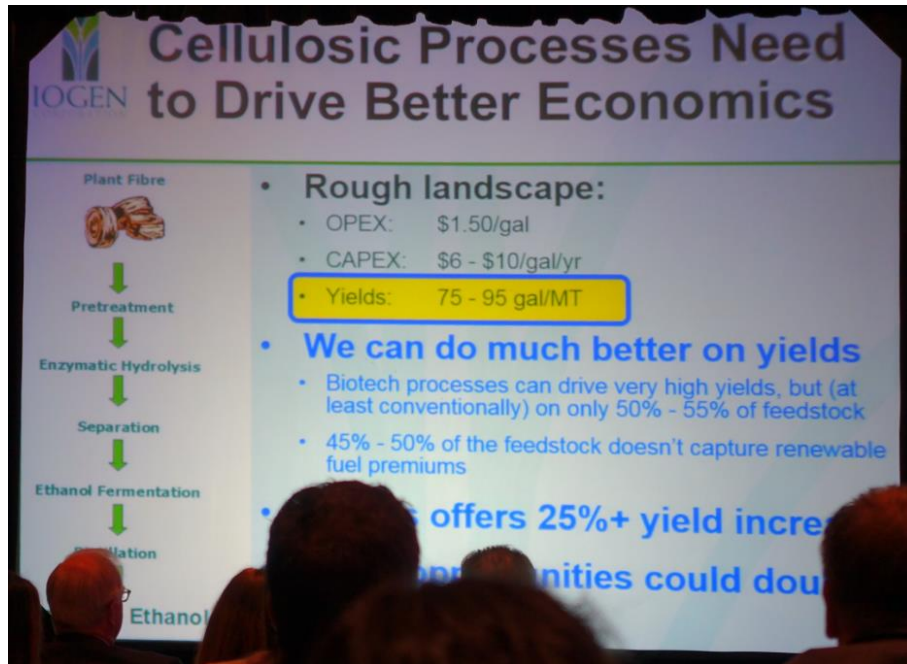 Cellulosic Processes Need
to Drive Better Economics
IOGEN
Plant Fibre
Pretreatment
Enzymatic Hydrolysis
Separation
Ethanol Fermentation
Ethanol
• Rough landscape:
• OPEX: $1.50/gal
• CAPEX: $6 - $10/gal/yr
• Yields: 75 - 95 gal/MT
• We can do much better on yields
• Biotech processes can drive very high yields, but (at
least conventionally) on only 50% - 55% of feedstock
• 45% - 50% of the feedstock doesn't capture renewable
fuel premiums
• offers 25%+ yield
could